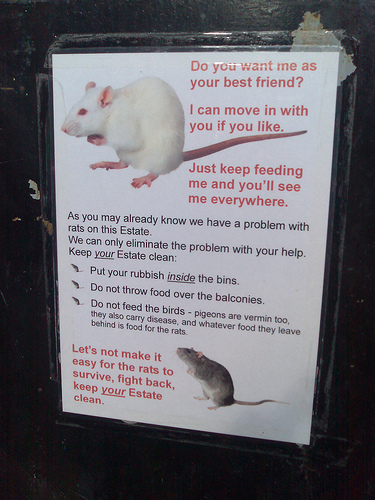 Do you want me as
your best friend?
I can move in with
you if you like.
Just keep feeding
me and you'll see
me everywhere.
As you may already know we have a problem with
rats on this Estate.
We can only eliminate the problem with your help.
Keep your Estate clean:
Put your rubbish inside the bins.
Do not throw food over the balconies.
Do not feed the birds - pigeons are vermin too,
they also carry disease, and whatever food they leave
behind is food for the rats.
Let's not make it
easy for the rats to
survive, fight back,
keep your Estate
clean.